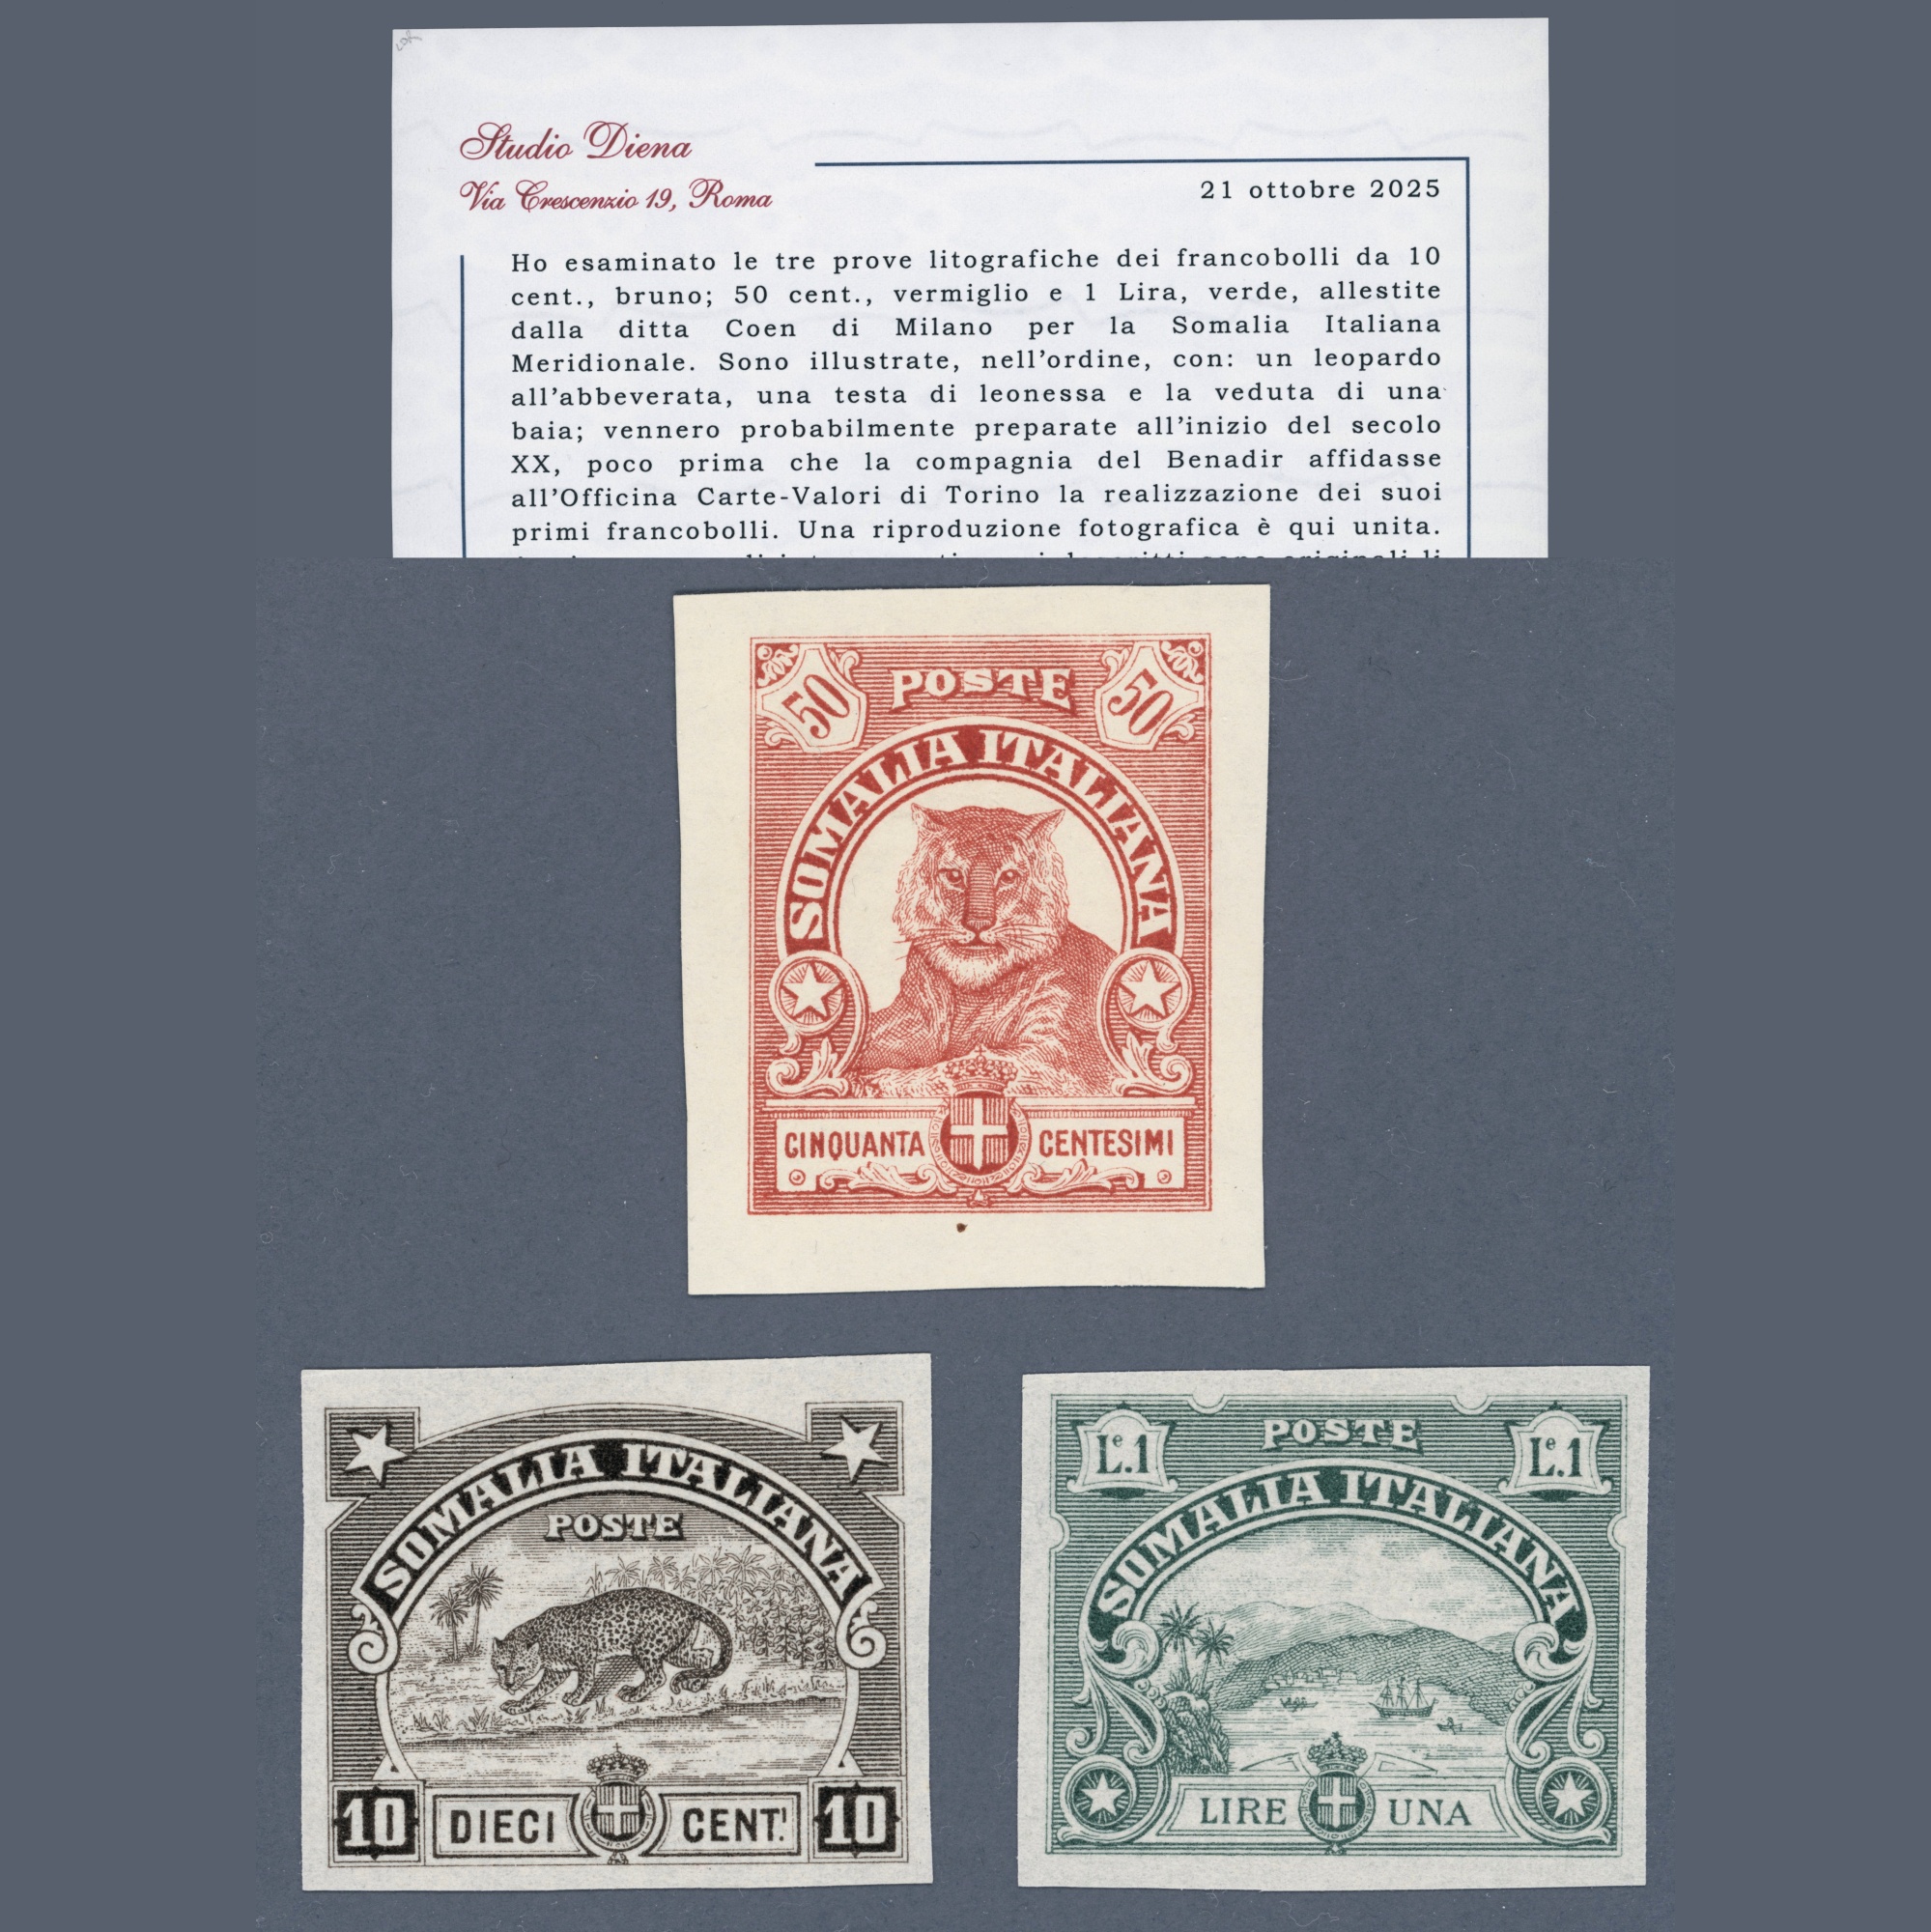 Studio Diena
Via Crescenzio 19, Roma
21 ottobre 2025
Ho esaminato le tre prove litografiche dei francobolli da 10
cent., bruno; 50 cent., vermiglio e 1 Lira, verde, allestite
dalla ditta Coen di Milano per la Somalia Italiana
Meridionale. Sono illustrate, nell'ordine, con: un leopardo
all'abbeverata, una testa di leonessa e la veduta di una
baia; vennero probabilmente preparate all'inizio del secolo
XX, poco prima che la compagnia del Benadir affidasse
all'Officina Carte-Valori di Torino la realizzazione dei suoi
primi francobolli. Una riproduzione fotografica è qui unita.
50 POSTE 50
SOMALIA ITALIANA
CINQUANTA CENTESIMI
SOMALIA ITALIANA
POSTE
10 DIECI CENT! 10
Le.1 POSTE Le.1
SOMALIA ITALIANA
LIRE UNA